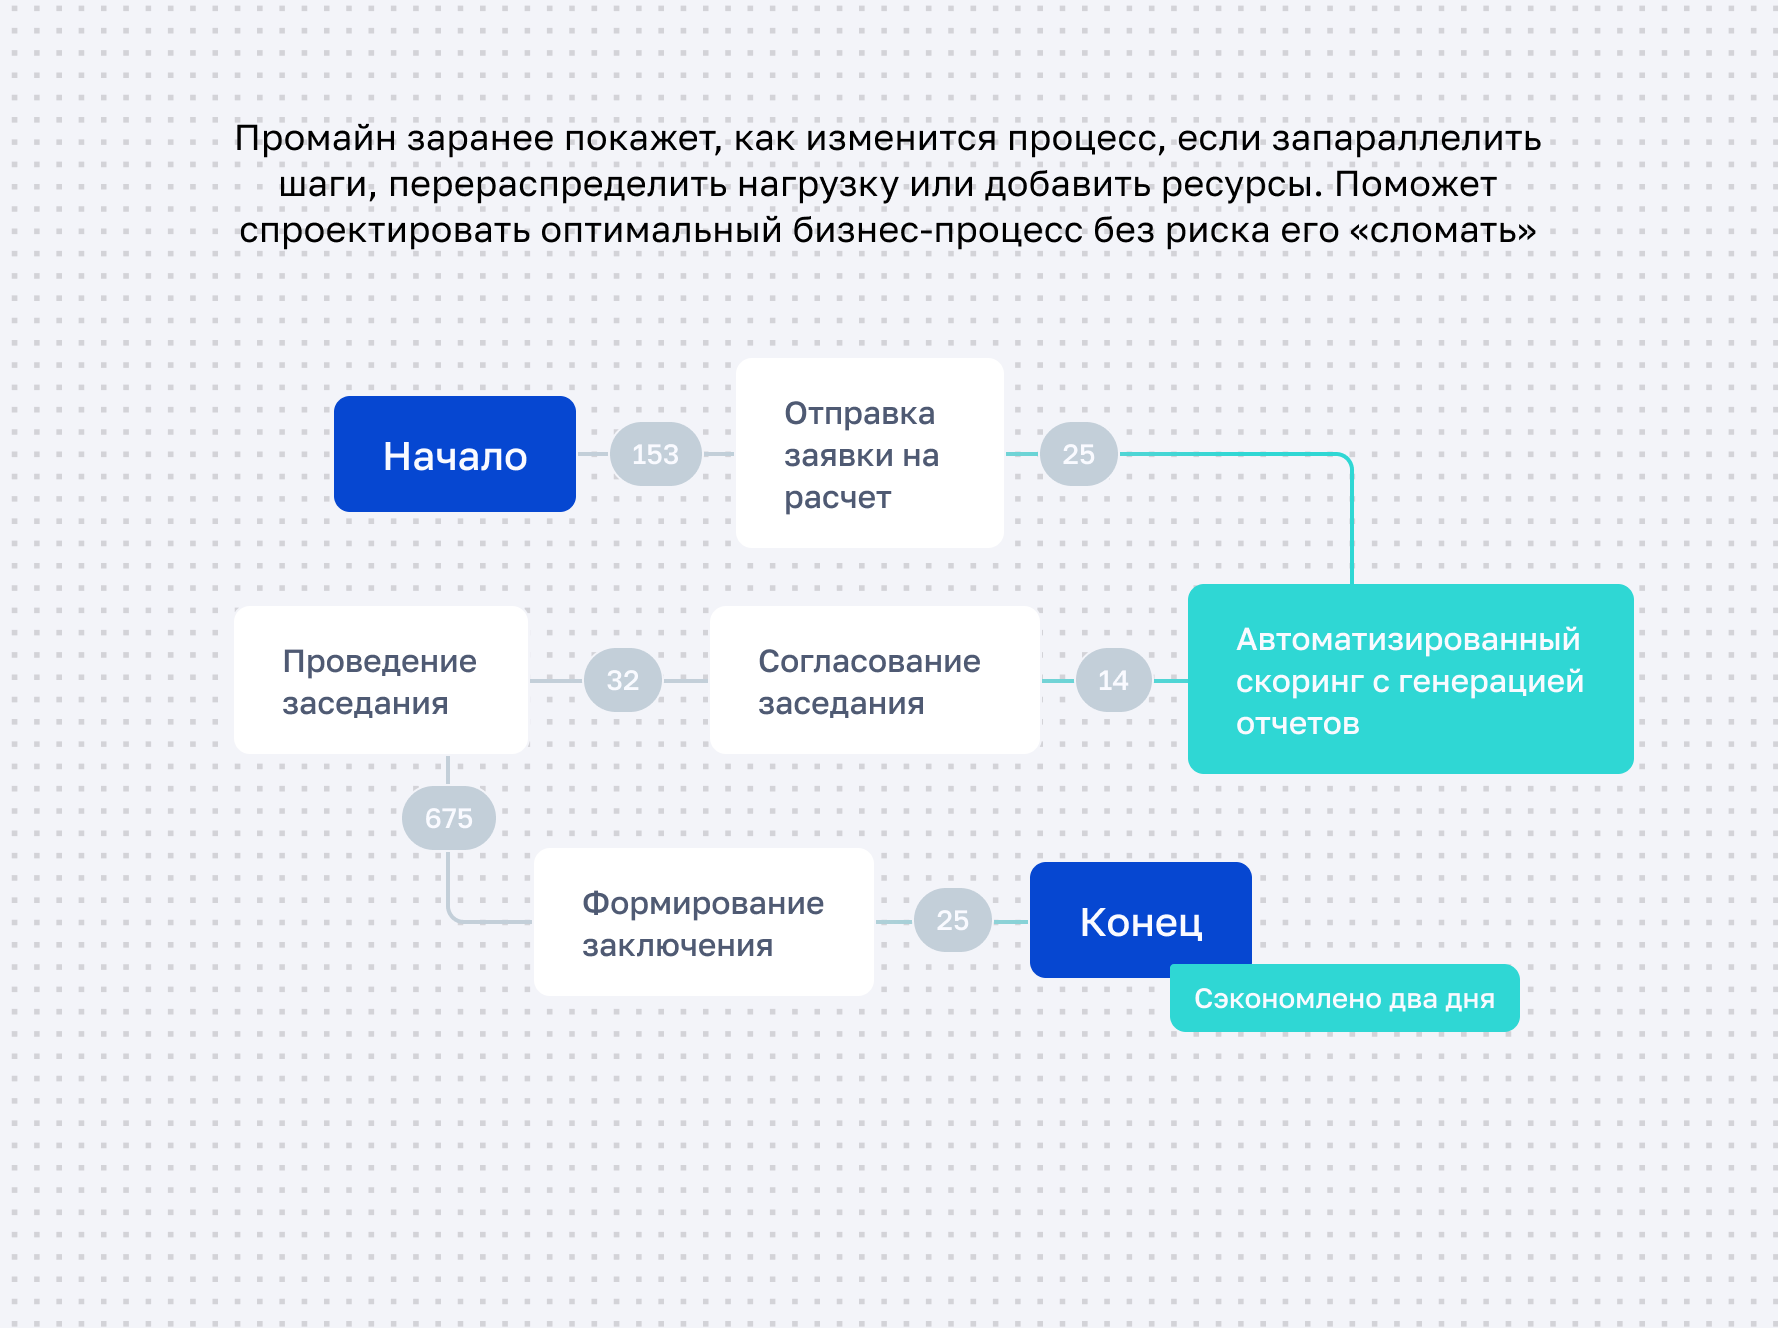 Промайн заранее покажет, как изменится процесс, если запараллелить
шаги, перераспределить нагрузку или добавить ресурсы. Поможет
спроектировать оптимальный бизнес-процесс без риска его «сломать»
Начало
153
Отправка
заявки на
расчет
25
Автоматизированный
скоринг с генерацией
отчетов
14
Согласование
заседания
32
Проведение
заседания
675
Формирование
заключения
25
Конец
Сэкономлено два дня